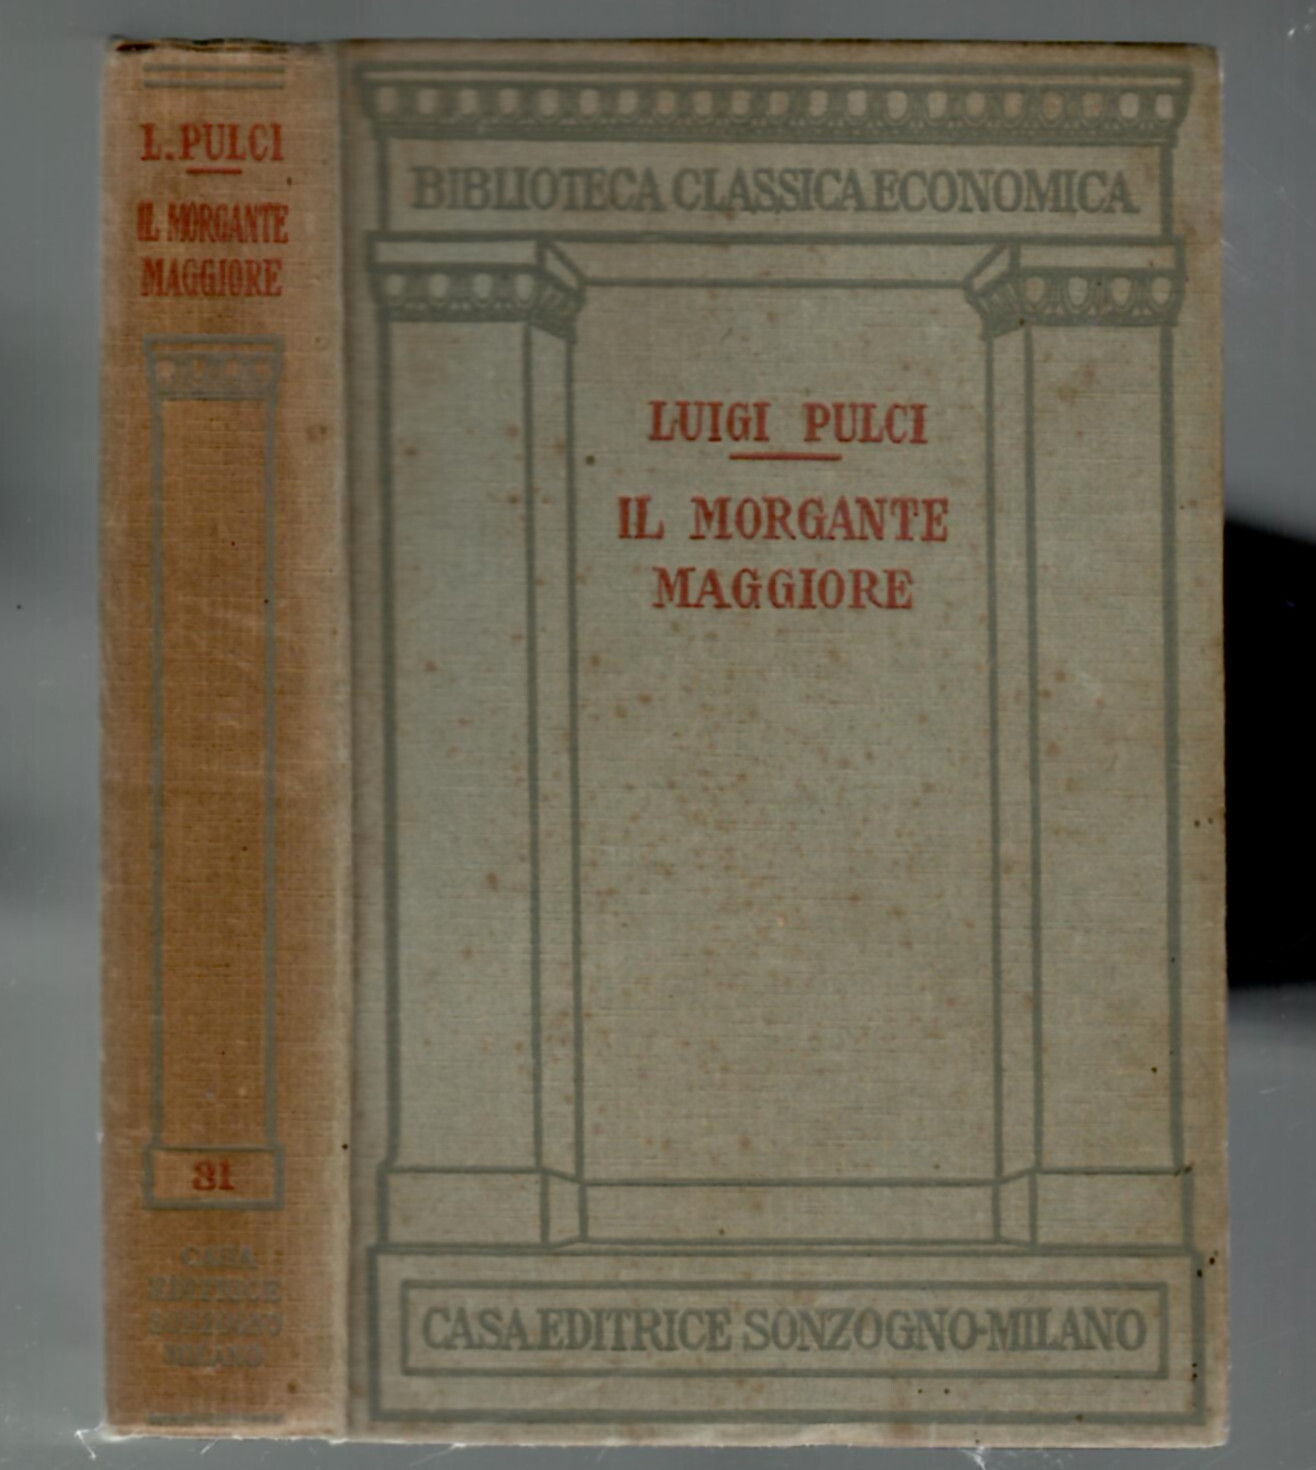 L. PULCI
IL MORGANTE
MAGGIORE
31
CASA
EDITRICE
SONZOGNO
MILANO
BIBLIOTECA CLASSICA ECONOMICA
LUIGI PULCI
IL MORGANTE
MAGGIORE
CASA EDITRICE SONZOGNO-MILANO